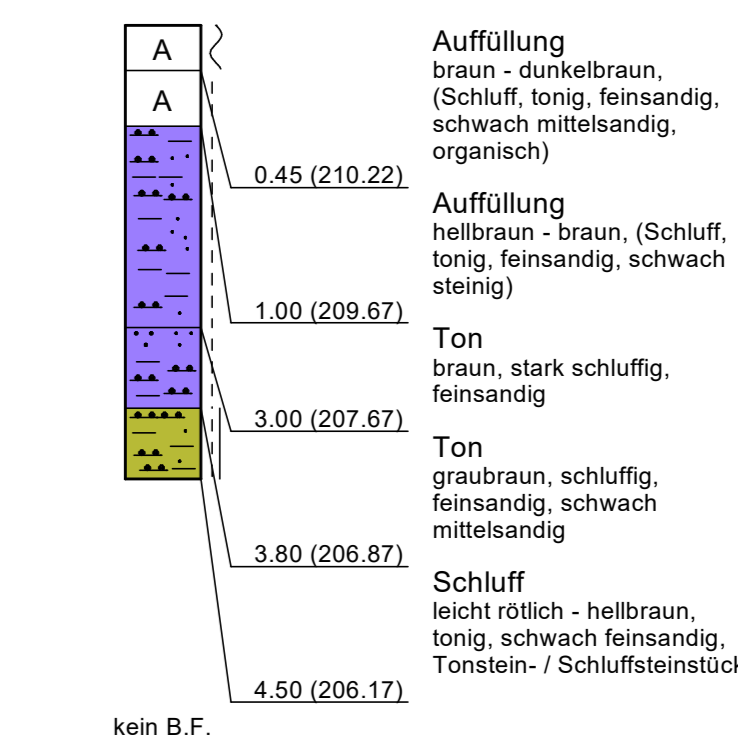 A
A
Auffüllung
braun - dunkelbraun,
(Schluff, tonig, feinsandig,
schwach mittelsandig,
organisch)
0.45 (210.22)
Auffüllung
hellbraun - braun, (Schluff,
tonig, feinsandig, schwach
steinig)
1.00 (209.67)
Ton
braun, stark schluffig,
feinsandig
3.00 (207.67)
Ton
graubraun, schluffig,
feinsandig, schwach
mittelsandig
3.80 (206.87)
Schluff
leicht rötlich - hellbraun,
tonig, schwach feinsandig,
Tonstein- / Schluffsteinstück
4.50 (206.17)
kein B.F.